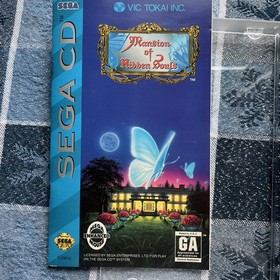 SEGA
VIC TOKAI INC.
Mansion
of
Hidden Souls
TM
SEGA CD
GA
LICENSED BY SEGA ENTERPRISES LTD. FOR PLAY
ON THE SEGA CD™ SYSTEM